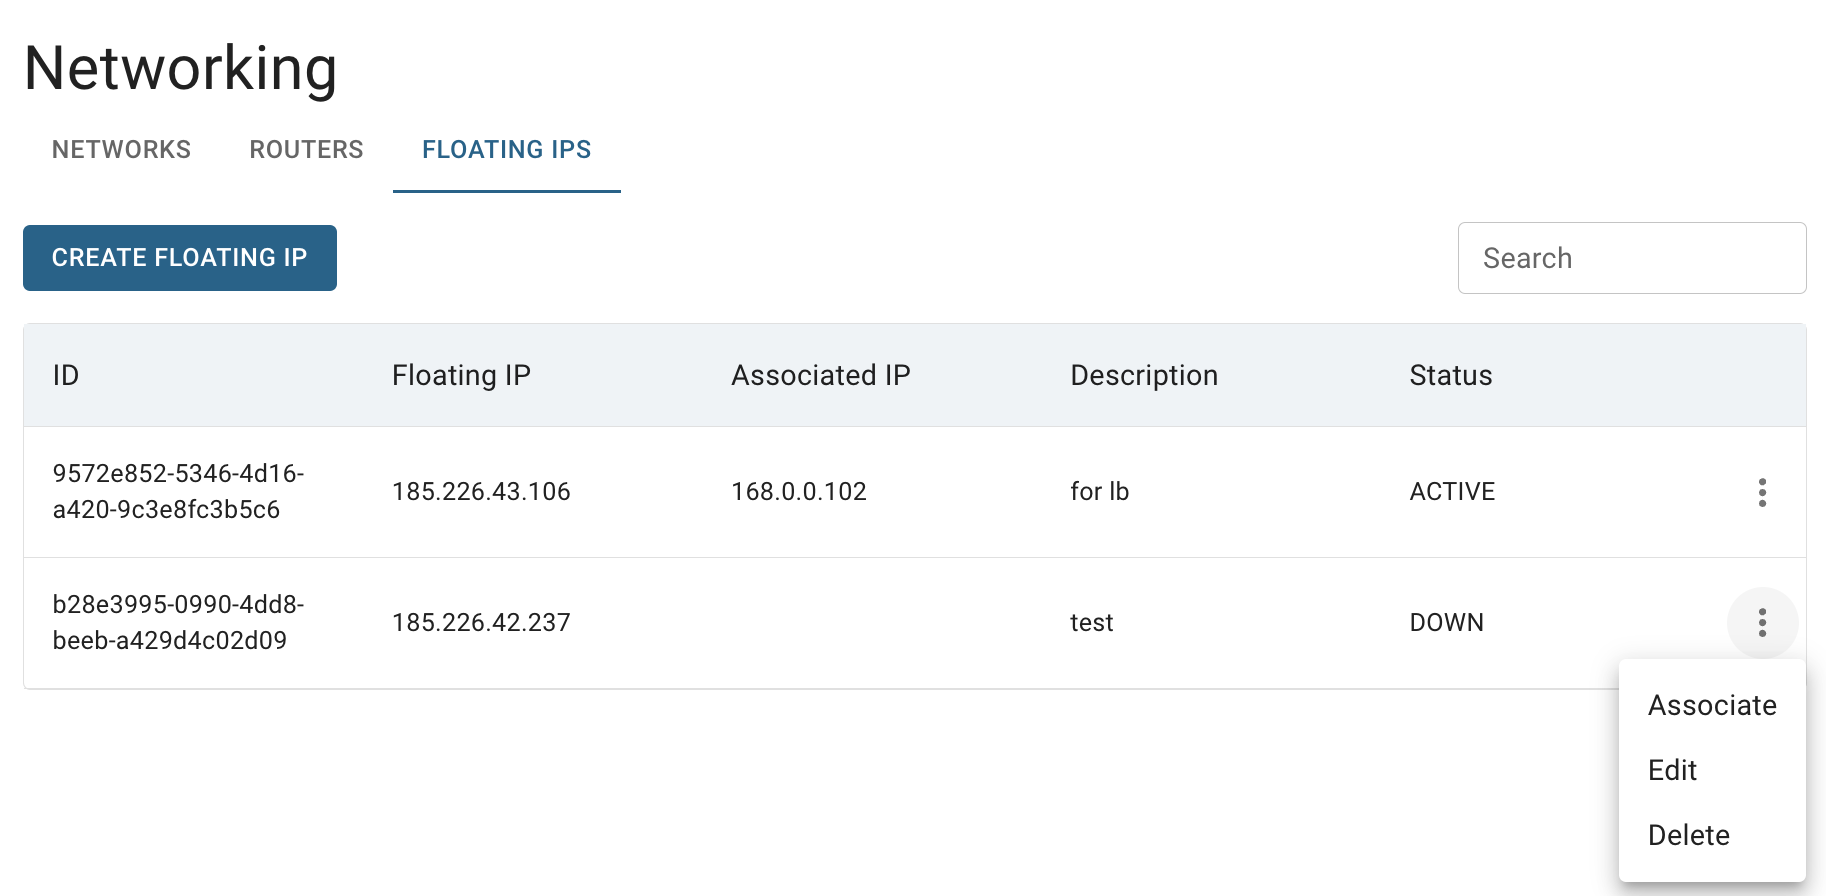 Networking
NETWORKS ROUTERS FLOATING IPS
CREATE FLOATING IP Search
ID Floating IP Associated IP Description Status
9572e852-5346-4d16-
a420-9c3e8fc3b5c6 185.226.43.106 168.0.0.102 for lb ACTIVE
b28e3995-0990-4dd8-
beeb-a429d4c02d09 185.226.42.237 test DOWN
Associate
Edit
Delete